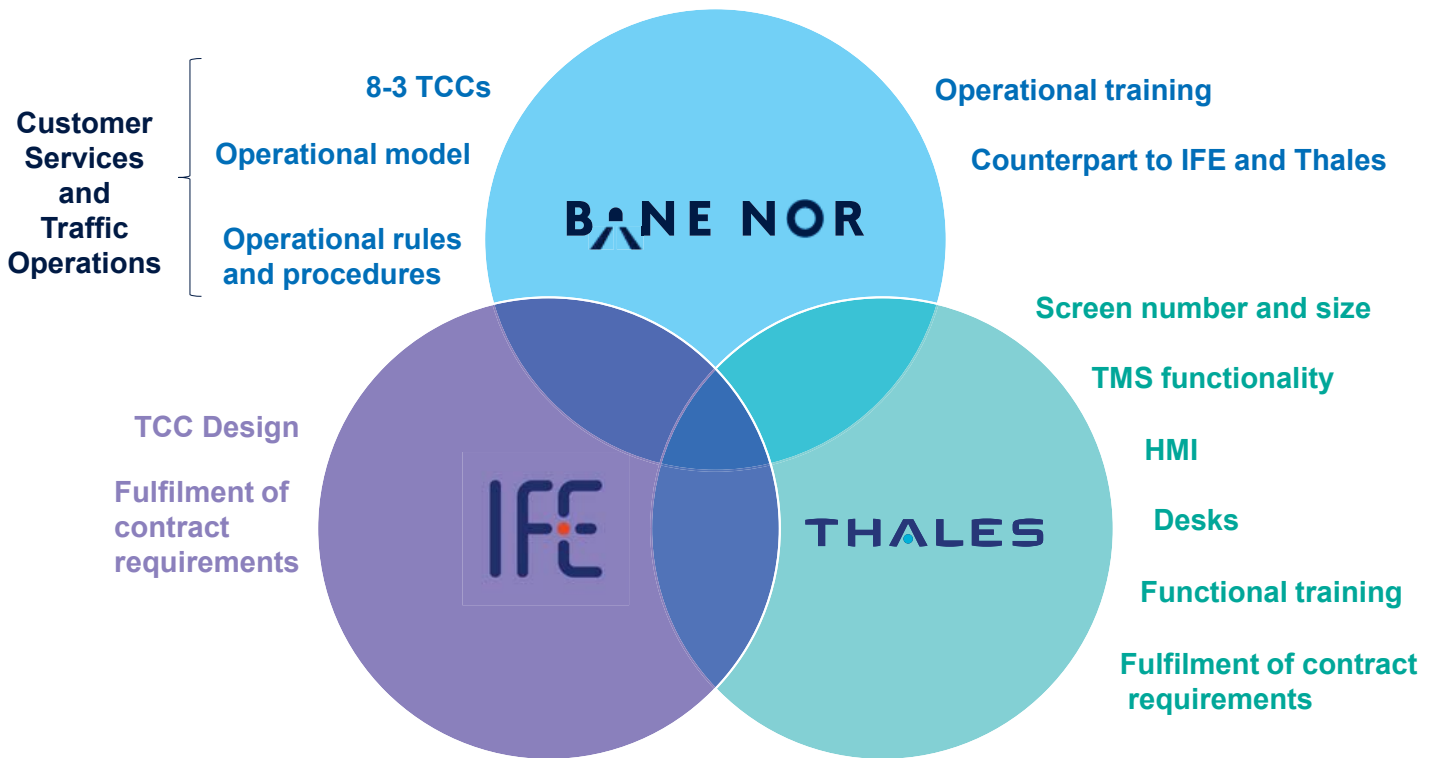 8-3 TCCs
Operational training
Customer
Services
and
Traffic
Operations
Operational model
Counterpart to IFE and Thales
Operational rules
and procedures
BANE NOR
Screen number and size
TMS functionality
TCC Design
HMI
Fulfilment of
contract
requirements
IFE
THALES
Desks
Functional training
Fulfilment of contract
requirements